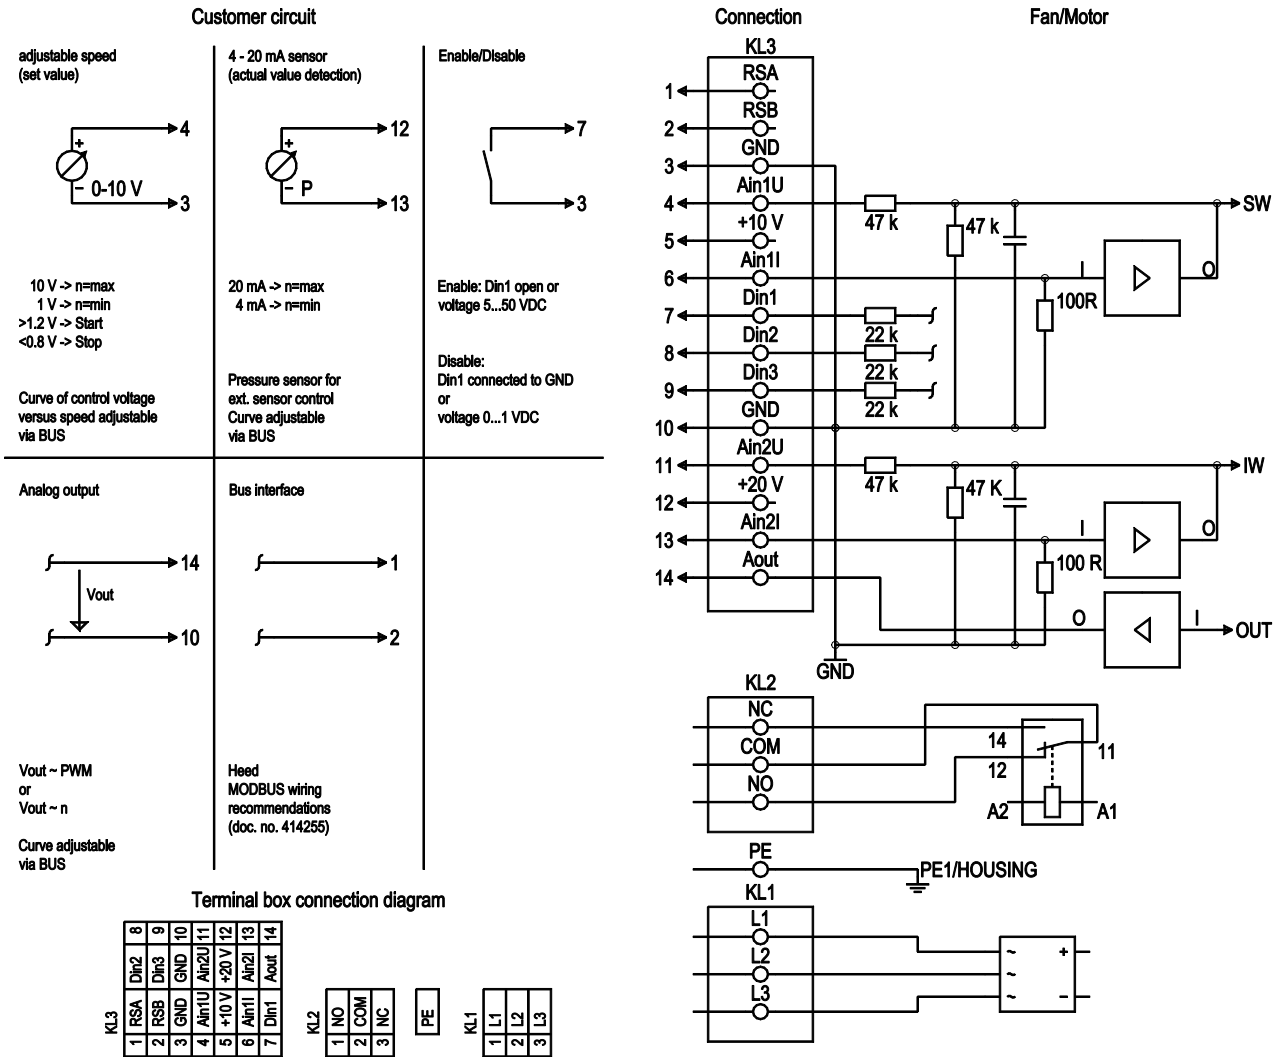 Customer circuit
adjustable speed
(set value)
4
+
− 0-10 V
3
10 V -> n=max
1 V -> n=min
>1.2 V -> Start
<0.8 V -> Stop
Curve of control voltage
versus speed adjustable
via BUS
4 - 20 mA sensor
(actual value detection)
12
+
− P
13
20 mA -> n=max
4 mA -> n=min
Pressure sensor for
ext. sensor control
Curve adjustable
via BUS
Enable/Disable
7
3
Enable: Din1 open or
voltage 5...50 VDC
Disable:
Din1 connected to GND
or
voltage 0...1 VDC
Analog output
14
Vout
10
Vout ~ PWM
or
Vout ~ n
Curve adjustable
via BUS
Bus interface
1
2
Heed
MODBUS wiring
recommendations
(doc. no. 414255)
Connection
Fan/Motor
KL3
1 RSA
2 RSB
3 GND
4 Ain1U 47 k SW
47 k
5 +10 V
6 Ain1I I O
100R
7 Din1 22 k
8 Din2 22 k
9 Din3 22 k
10 GND
11 Ain2U 47 k IW
47 K
12 +20 V
13 Ain2I I O
100 R
14 Aout
O I OUT
GND
KL2
NC
14
COM
11
12
NO
A2 A1
PE
PE1/HOUSING
KL1
L1
~ +
L2
~
L3
~ −
Terminal box connection diagram
KL3
1 RSA Din2 8
2 RSB Din3 9
3 GND GND 10
4 Ain1U Ain2U 11
5 +10 V +20 V 12
6 Ain1I Ain2I 13
7 Din1 Aout 14
KL2
1 NO
2 COM
3 NC
PE
KL1
1 L1
2 L2
3 L3